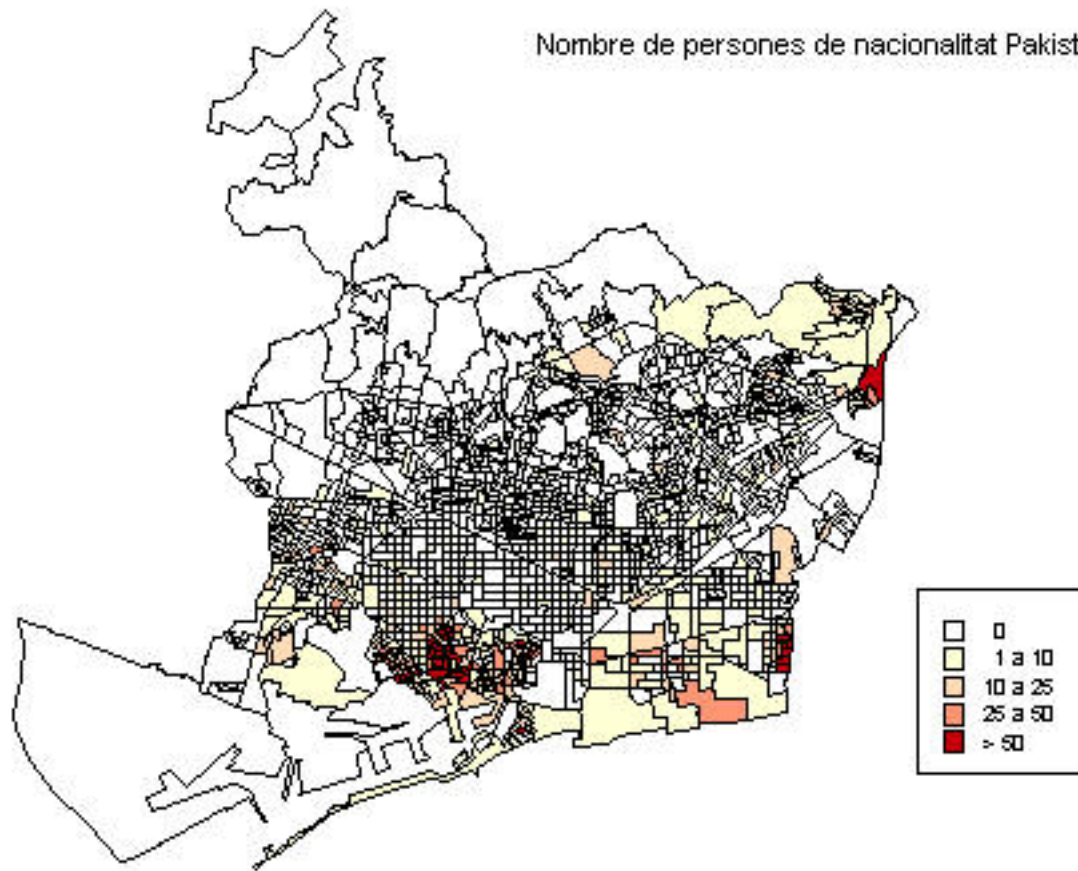 Nombre de persones de nacionalitat Pakist
0
1 a 10
10 a 25
25 a 50
> 50